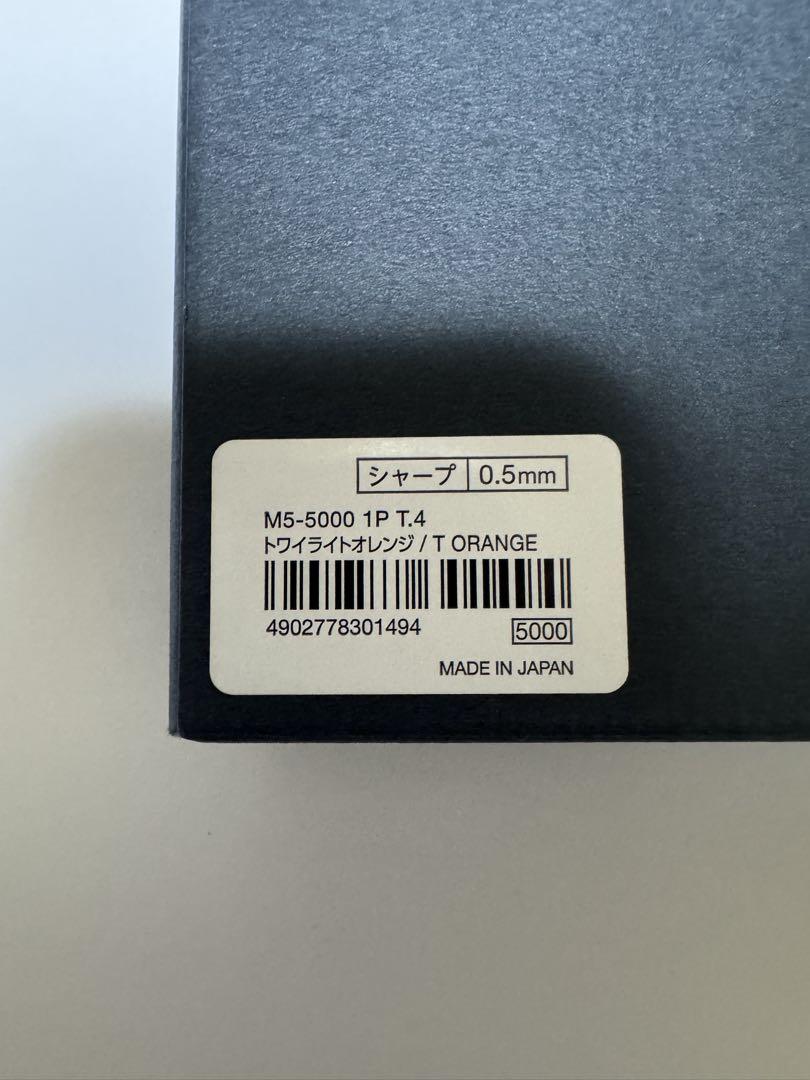 シャープ 0.5mm
M5-5000 1P T.4
トワイライトオレンジ / T ORANGE
4902778301494 5000
MADE IN JAPAN